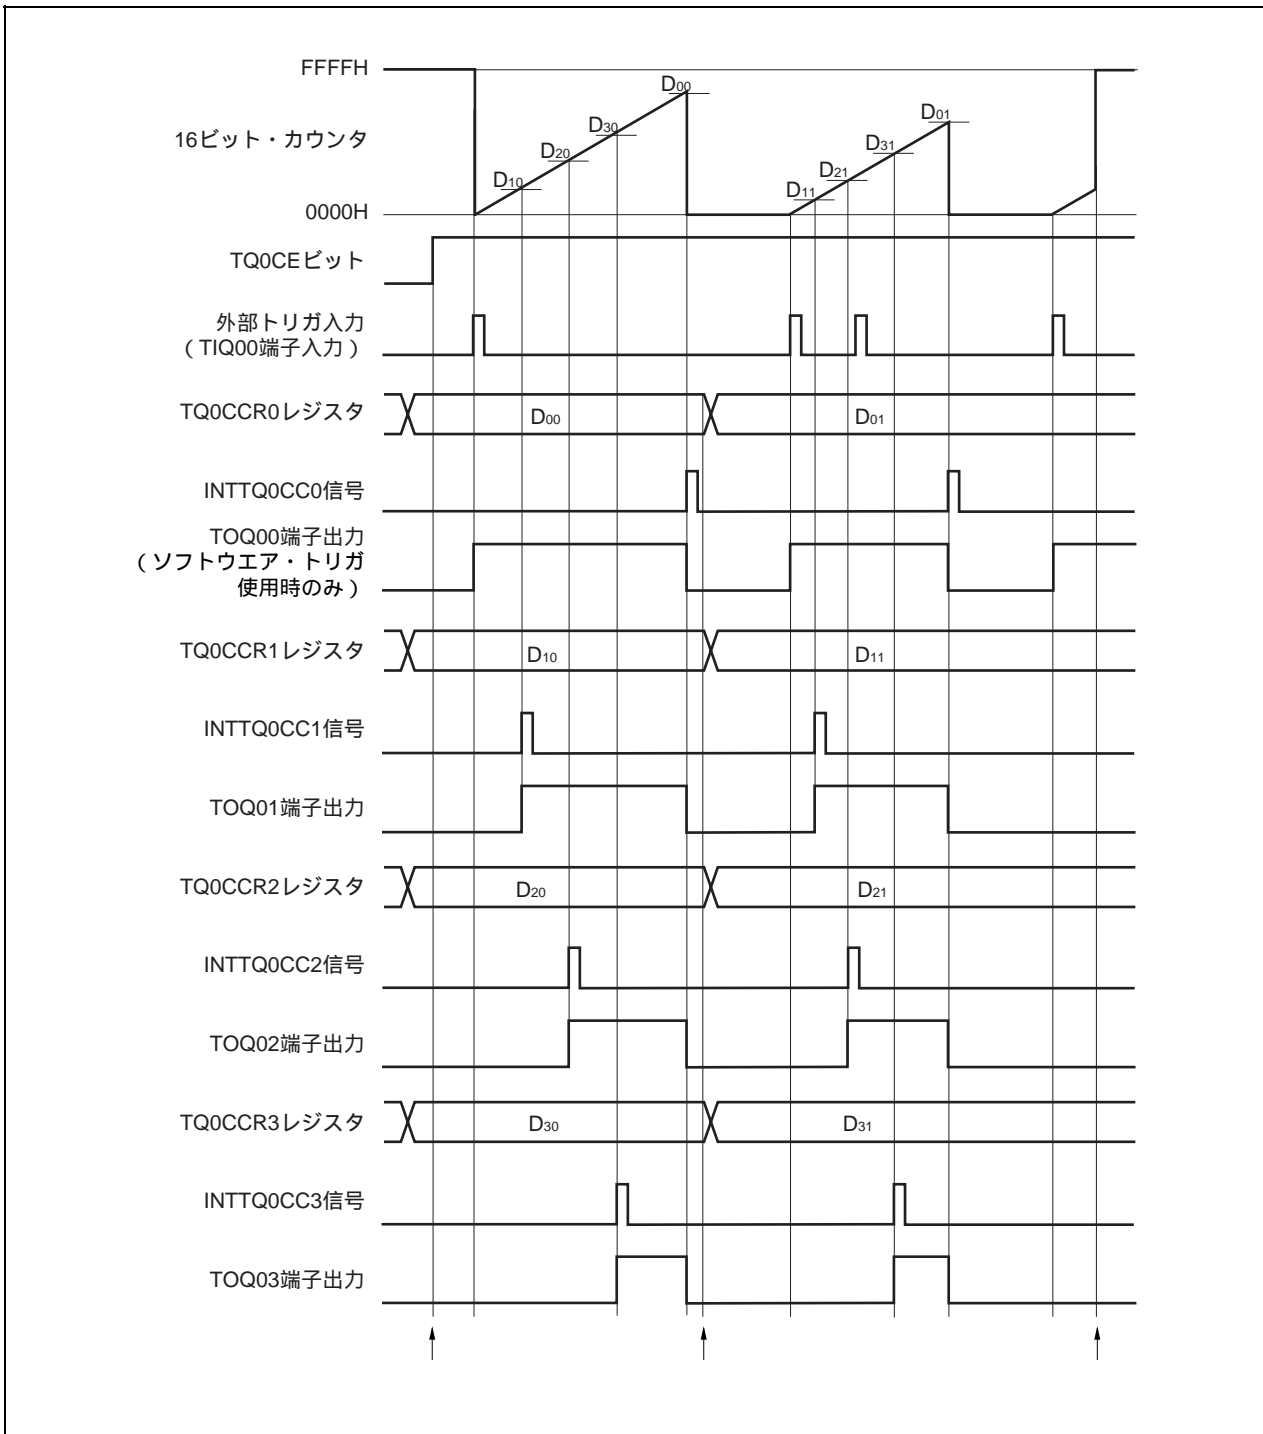 FFFFH
D00
D01
D30
16ビット・カウンタ
D31
D20
D21
D10
D11
0000H
TQ0CEビット
外部トリガ入力
（TIQ00端子入力）
TQ0CCR0レジスタ
D00
D01
INTTQ0CC0信号
TOQ00端子出力
（ソフトウエア・トリガ
使用時のみ）
TQ0CCR1レジスタ
D10
D11
INTTQ0CC1信号
TOQ01端子出力
TQ0CCR2レジスタ
D20
D21
INTTQ0CC2信号
TOQ02端子出力
TQ0CCR3レジスタ
D30
D31
INTTQ0CC3信号
TOQ03端子出力